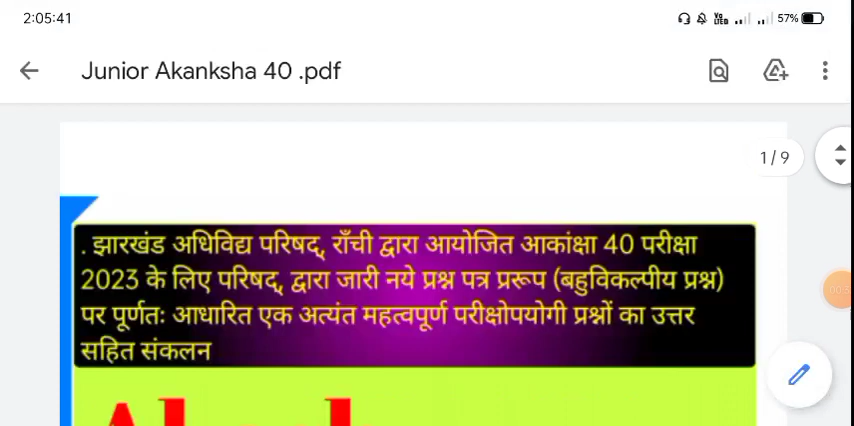 2:05:41
57%
Junior Akanksha 40 .pdf
1 / 9
. झारखंड अधिविद्य परिषद्, राँची द्वारा आयोजित आकांक्षा 40 परीक्षा
2023 के लिए परिषद्, द्वारा जारी नये प्रश्न पत्र प्ररूप (बहुविकल्पीय प्रश्न)
पर पूर्णतः आधारित एक अत्यंत महत्वपूर्ण परीक्षोपयोगी प्रश्नों का उत्तर
सहित संकलन